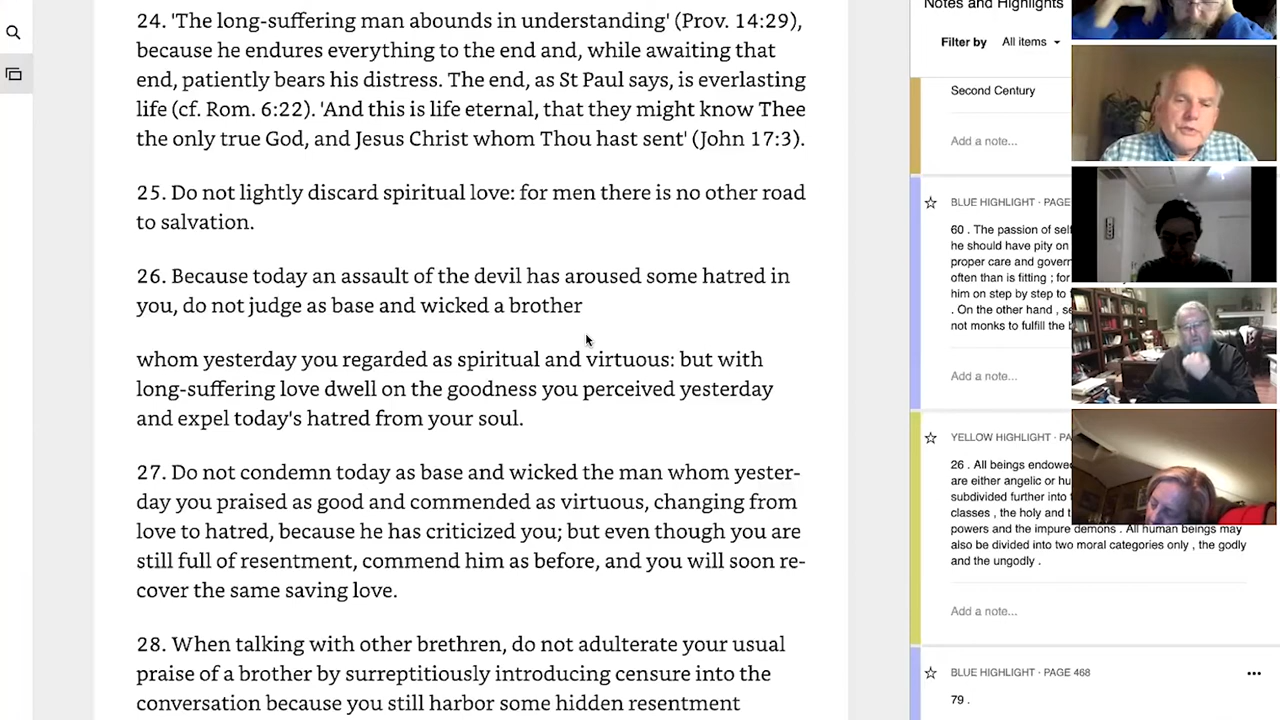 24. 'The long-suffering man abounds in understanding' (Prov. 14:29),
because he endures everything to the end and, while awaiting that
end, patiently bears his distress. The end, as St Paul says, is everlasting
life (cf. Rom. 6:22). 'And this is life eternal, that they might know Thee
the only true God, and Jesus Christ whom Thou hast sent' (John 17:3).
25. Do not lightly discard spiritual love: for men there is no other road
to salvation.
26. Because today an assault of the devil has aroused some hatred in
you, do not judge as base and wicked a brother
whom yesterday you regarded as spiritual and virtuous: but with
long-suffering love dwell on the goodness you perceived yesterday
and expel today's hatred from your soul.
27. Do not condemn today as base and wicked the man whom yester-
day you praised as good and commended as virtuous, changing from
love to hatred, because he has criticized you; but even though you are
still full of resentment, commend him as before, and you will soon re-
cover the same saving love.
28. When talking with other brethren, do not adulterate your usual
praise of a brother by surreptitiously introducing censure into the
conversation because you still harbor some hidden resentment
Notes and Highlights
Filter by All items
Second Century
Add a note...
BLUE HIGHLIGHT · PAGE
60 . The passion of self
he should have pity on
proper care and govern
often than is fitting ; for
him on step by step to
. On the other hand , se
not monks to fulfill the b
Add a note...
YELLOW HIGHLIGHT · PA
26 . All beings endowe
are either angelic or hu
subdivided further into
classes , the holy and t
powers and the impure demons . All human beings may
also be divided into two moral categories only , the godly
and the ungodly .
Add a note...
BLUE HIGHLIGHT · PAGE 468
79 .